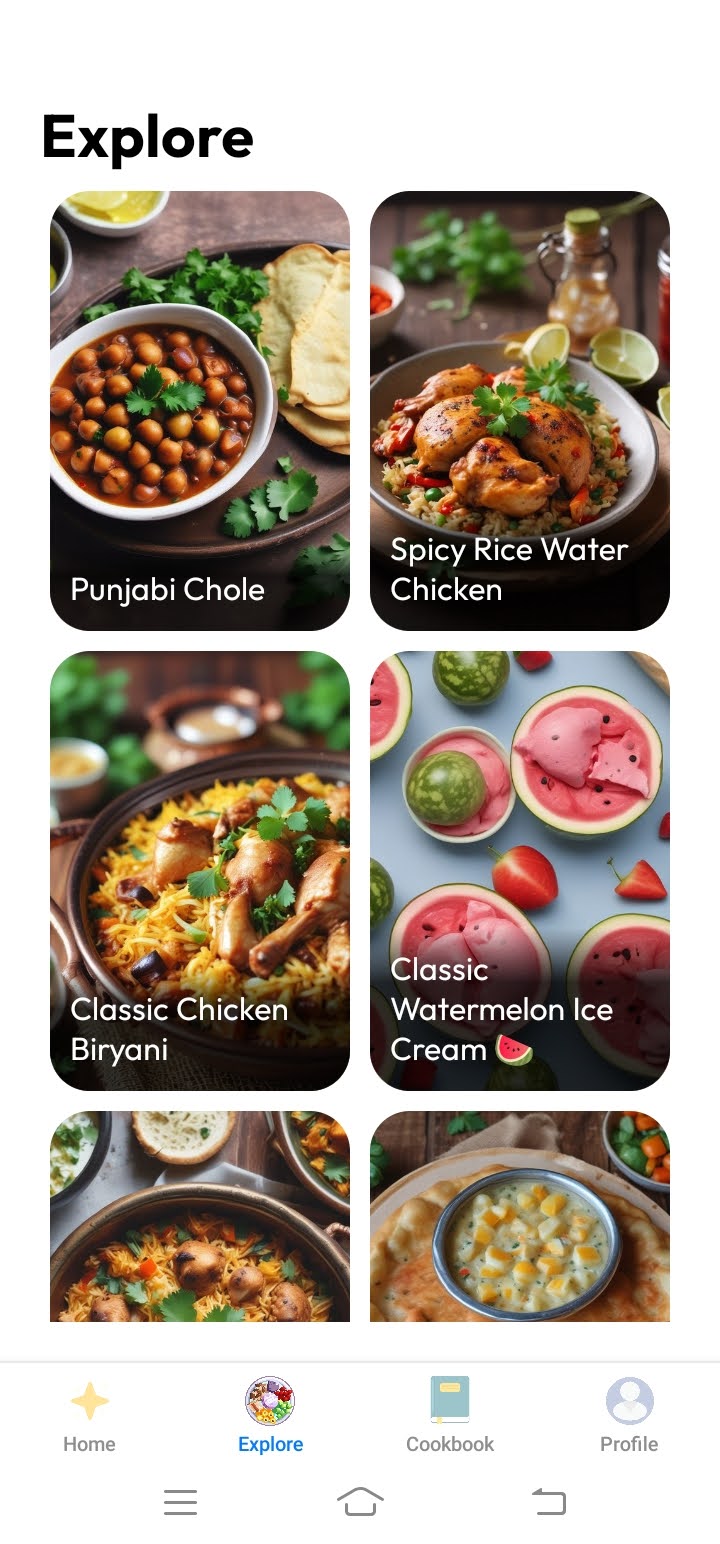 Explore
Punjabi Chole
Spicy Rice Water
Chicken
Classic Chicken
Biryani
Classic
Watermelon Ice
Cream 🍉
Home
Explore
Cookbook
Profile